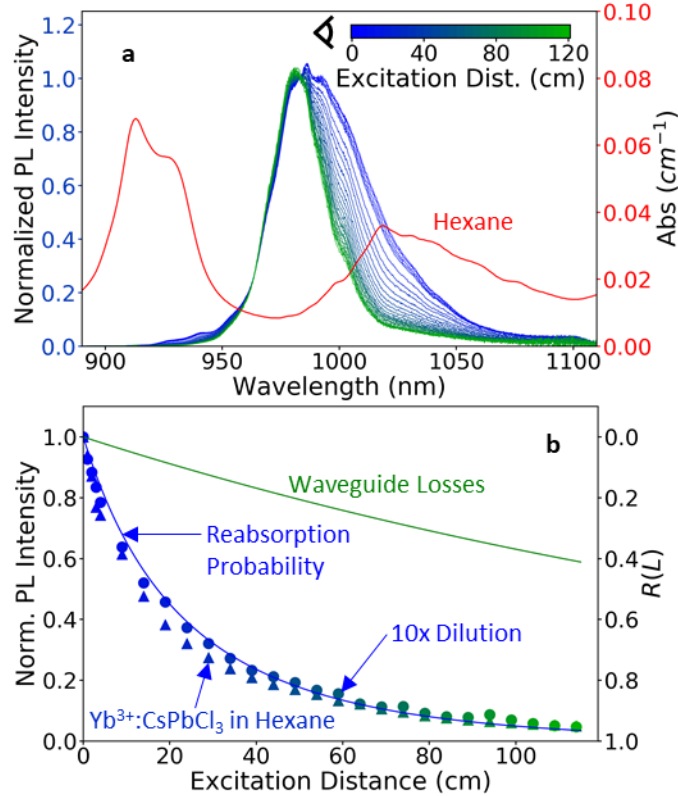 a
0 40 80 120
Excitation Dist. (cm)
1.2
1.0
0.8
0.6
0.4
0.2
0.0
Normalized PL Intensity
0.10
0.08
0.06
0.04
0.02
0.00
Abs (cm⁻¹)
Hexane
900 950 1000 1050 1100
Wavelength (nm)
b
1.0
0.8
0.6
0.4
0.2
0.0
Norm. PL Intensity
0.0
0.2
0.4
0.6
0.8
1.0
R(L)
Waveguide Losses
Reabsorption
Probability
10x Dilution
Yb³⁺:CsPbCl₃ in Hexane
0 20 40 60 80 100
Excitation Distance (cm)